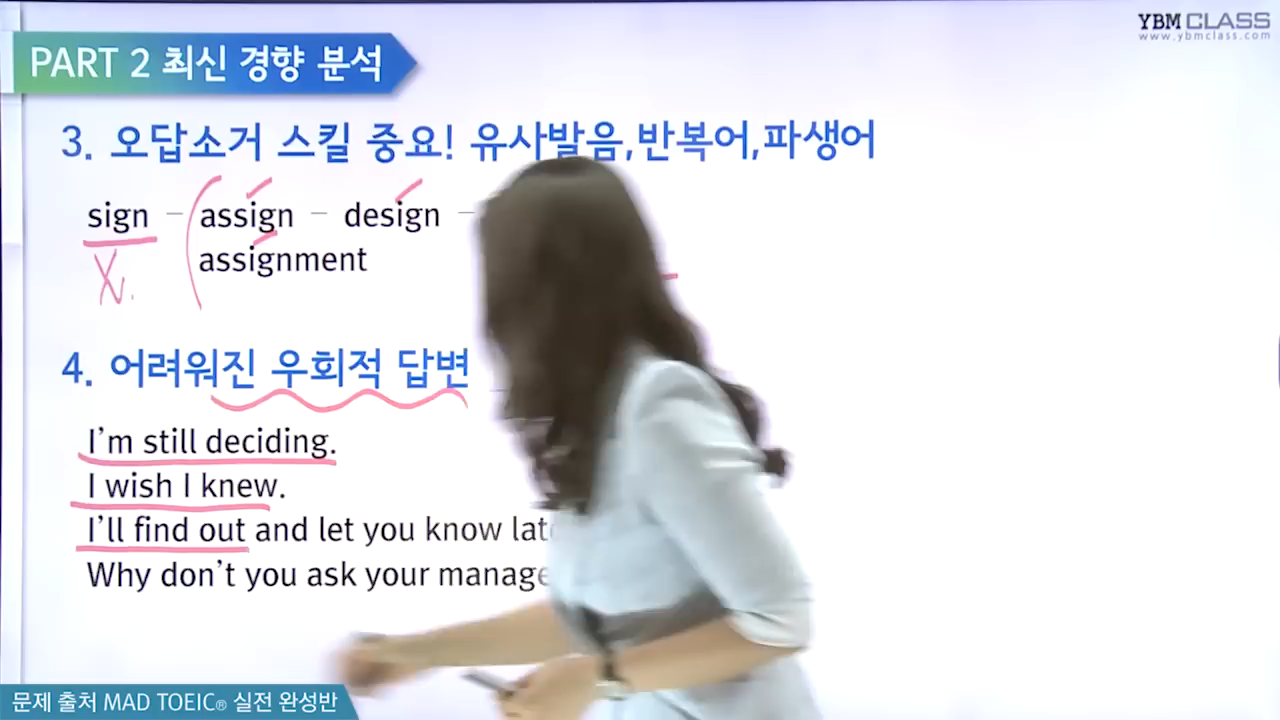 YBM CLASS
www.ybmclass.com
PART 2 최신 경향 분석
3. 오답소거 스킬 중요! 유사발음,반복어,파생어
sign – assign – design –
assignment
X
4. 어려워진 우회적 답변
I'm still deciding.
I wish I knew.
I'll find out and let you know
Why don't you ask your
문제 출처 MAD TOEIC® 실전 완성반